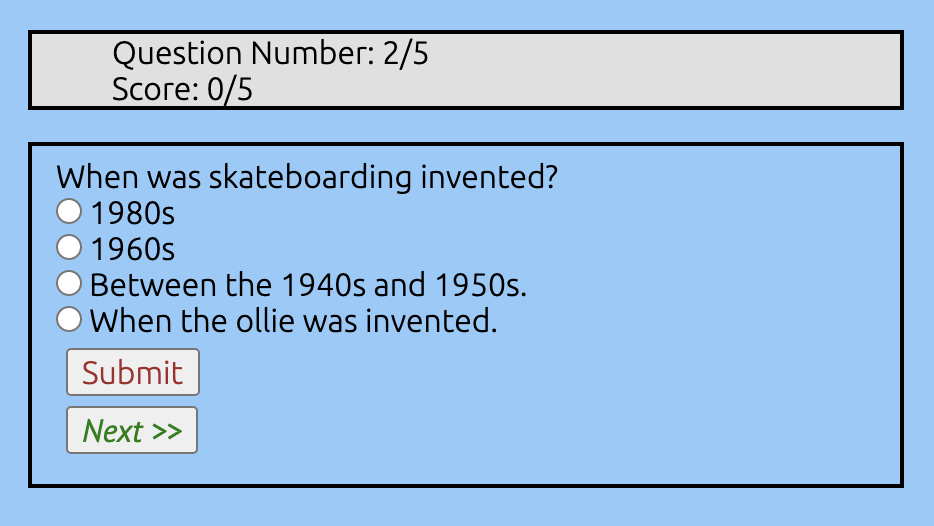 Question Number: 2/5
Score: 0/5
When was skateboarding invented?
1980s
1960s
Between the 1940s and 1950s.
When the ollie was invented.
Submit
Next >>